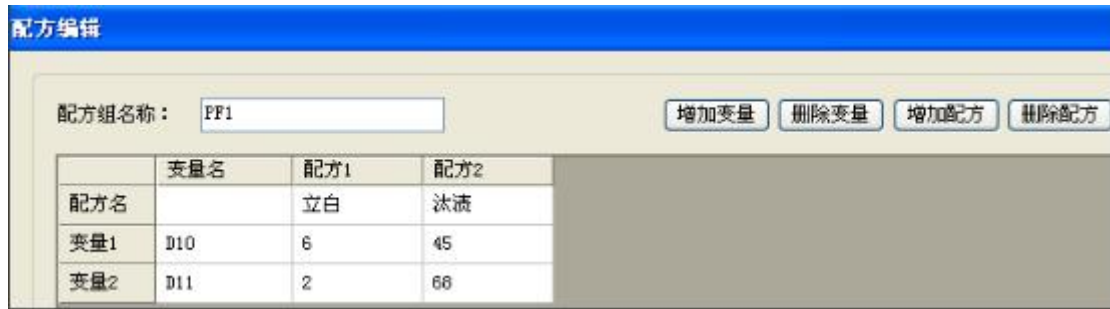 配方编辑
配方组名称： PF1 增加变量 删除变量 增加配方 删除配方
变量名 配方1 配方2
配方名 立白 汰渍
变量1 D10 6 45
变量2 D11 2 68